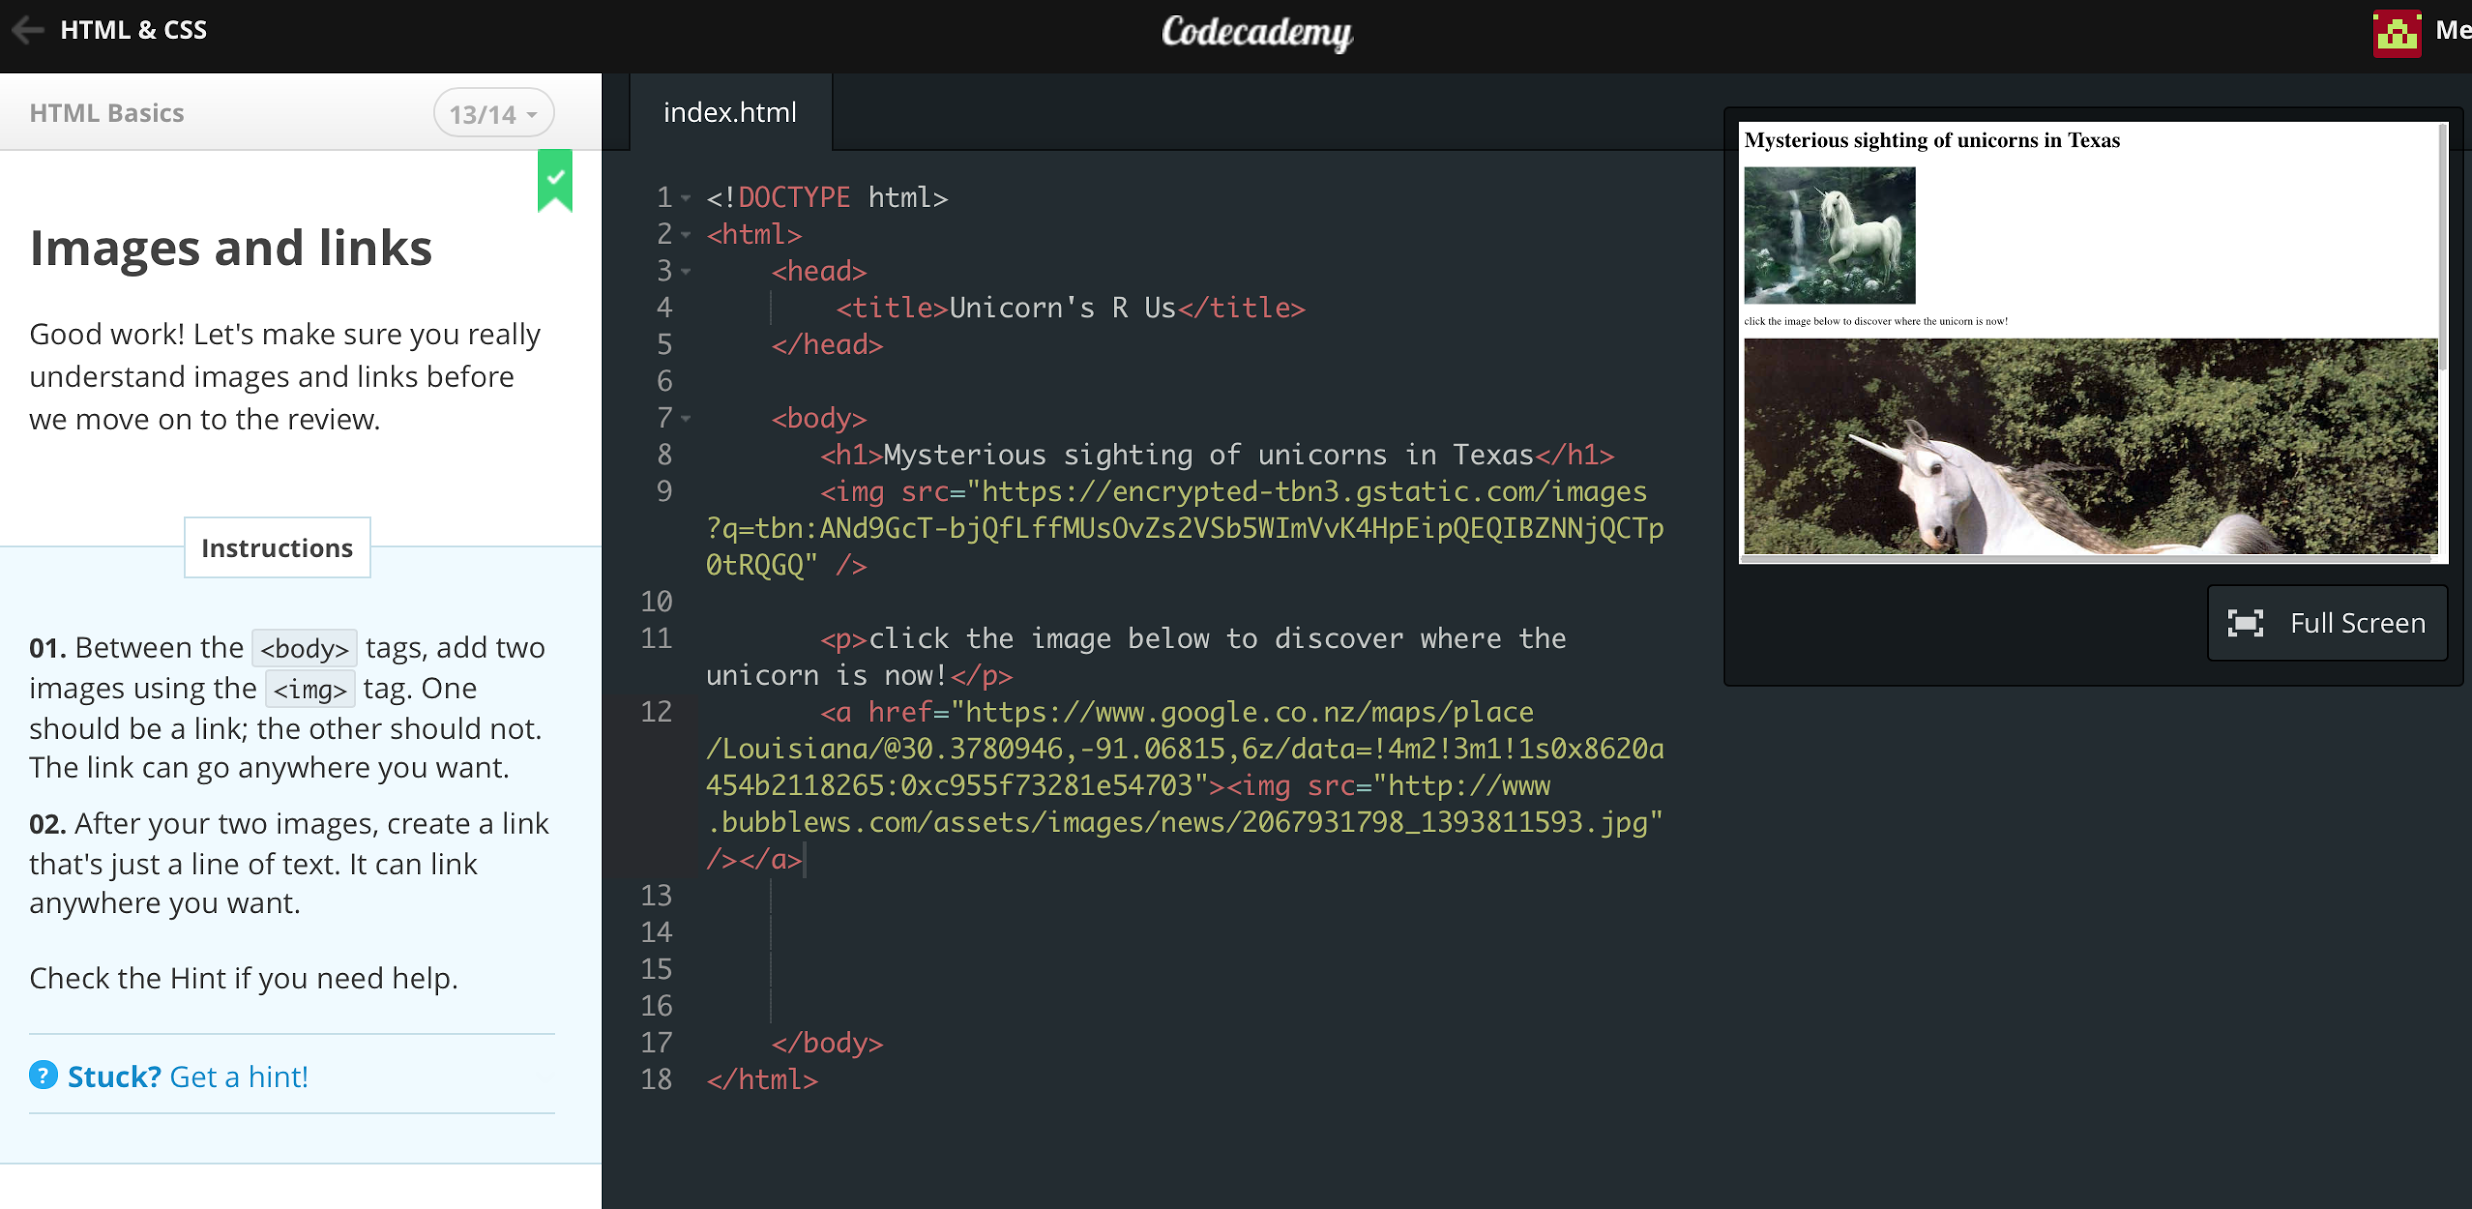 HTML & CSS
Codecademy
Me
HTML Basics
13/14
Images and links
Good work! Let's make sure you really
understand images and links before
we move on to the review.
Instructions
01. Between the <body> tags, add two
images using the <img> tag. One
should be a link; the other should not.
The link can go anywhere you want.
02. After your two images, create a link
that's just a line of text. It can link
anywhere you want.
Check the Hint if you need help.
? Stuck? Get a hint!
index.html
1 <!DOCTYPE html>
2 <html>
3 <head>
4 <title>Unicorn's R Us</title>
5 </head>
6
7 <body>
8 <h1>Mysterious sighting of unicorns in Texas</h1>
9 <img src="https://encrypted-tbn3.gstatic.com/images
?q=tbn:ANd9GcT-bjQfLffMUsOvZs2VSb5WImVvK4HpEipQEQIBZNNjQCTp
0tRQGQ" />
10
11 <p>click the image below to discover where the
unicorn is now!</p>
12 <a href="https://www.google.co.nz/maps/place
/Louisiana/@30.3780946,-91.06815,6z/data=!4m2!3m1!1s0x8620a
454b2118265:0xc955f73281e54703"><img src="http://www
.bubblews.com/assets/images/news/2067931798_1393811593.jpg"
/></a>
13
14
15
16
17 </body>
18 </html>
Mysterious sighting of unicorns in Texas
click the image below to discover where the unicorn is now!
Full Screen